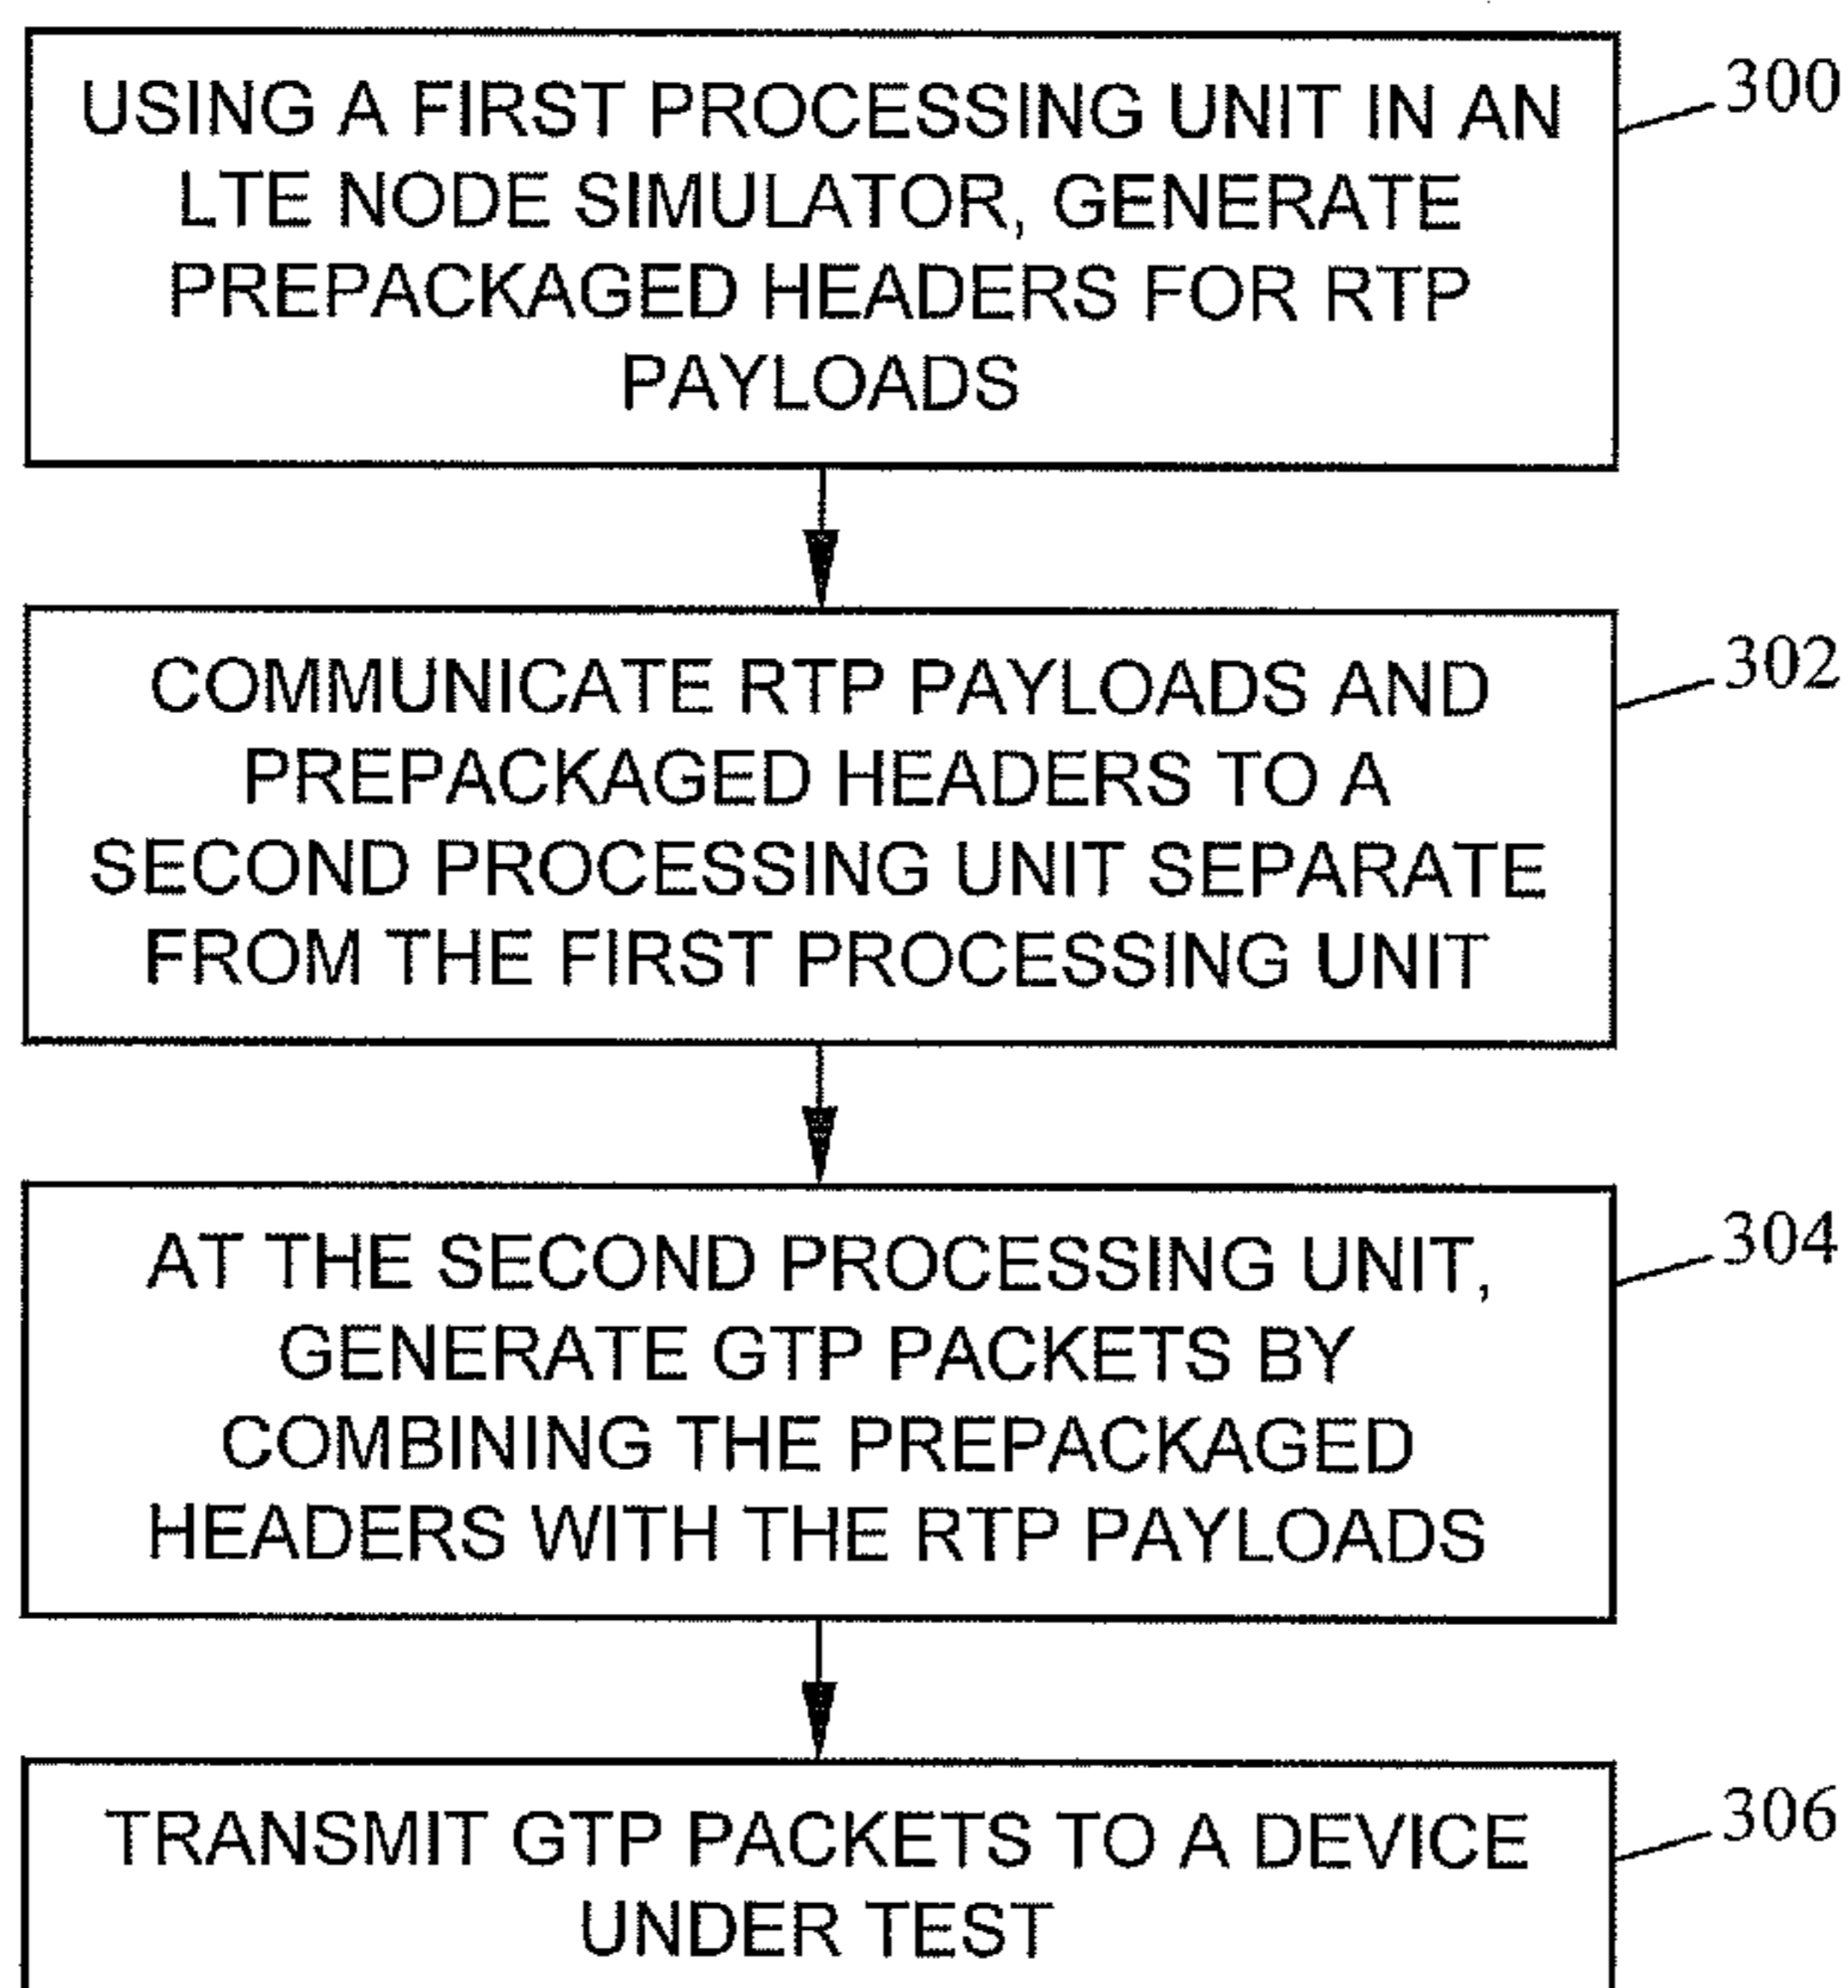 USING A FIRST PROCESSING UNIT IN AN
LTE NODE SIMULATOR, GENERATE
PREPACKAGED HEADERS FOR RTP
PAYLOADS
300
COMMUNICATE RTP PAYLOADS AND
PREPACKAGED HEADERS TO A
SECOND PROCESSING UNIT SEPARATE
FROM THE FIRST PROCESSING UNIT
302
AT THE SECOND PROCESSING UNIT,
GENERATE GTP PACKETS BY
COMBINING THE PREPACKAGED
HEADERS WITH THE RTP PAYLOADS
304
TRANSMIT GTP PACKETS TO A DEVICE
UNDER TEST
306